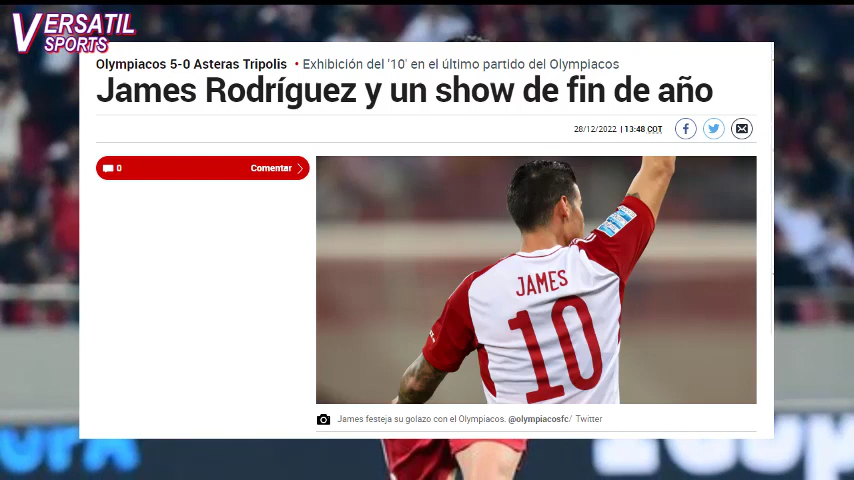 VERSATIL
SPORTS
Olympiacos 5-0 Asteras Tripolis • Exhibición del '10' en el último partido del Olympiacos
James Rodríguez y un show de fin de año
28/12/2022 | 13:48 COT
0 Comentar
JAMES
10
James festeja su golazo con el Olympiacos. @olympiacosfc/ Twitter